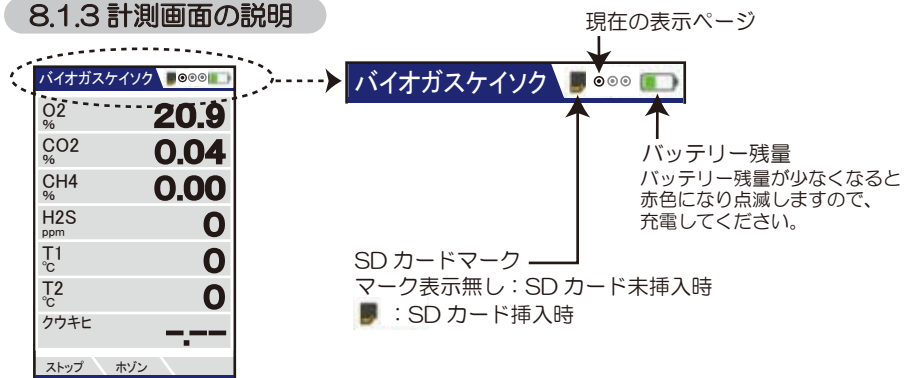 8.1.3 計測画面の説明
現在の表示ページ
バイオガスケイソク
O2
%
20.9
CO2
%
0.04
CH4
%
0.00
H2S
ppm
0
T1
℃
0
T2
℃
0
クウキヒ
-.--
ストップ ホゾン
バイオガスケイソク
バッテリー残量
バッテリー残量が少なくなると
赤色になり点滅しますので、
充電してください。
SD カードマーク
マーク表示無し：SD カード未挿入時
：SD カード挿入時